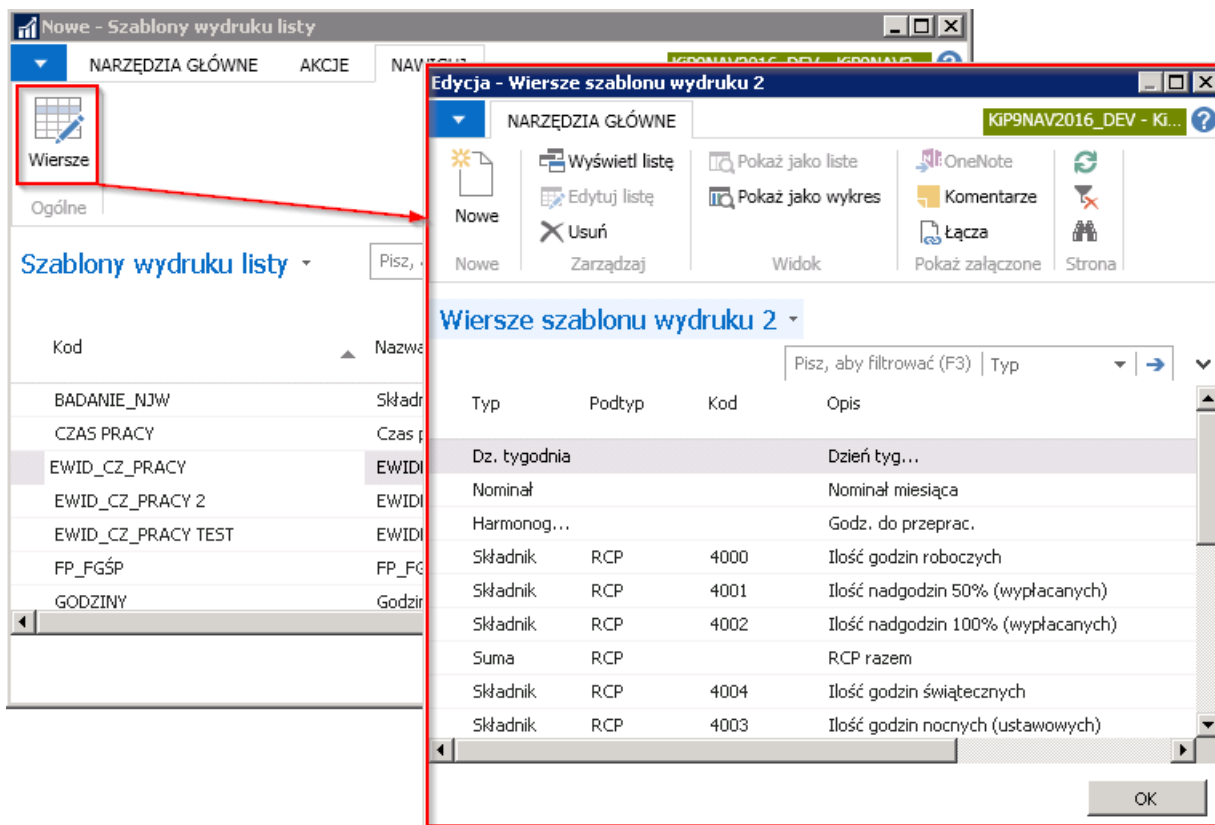 Nowe - Szablony wydruku listy
NARZĘDZIA GŁÓWNE AKCJE
Wiersze
Ogólne
Szablony wydruku listy
Pisz,
Kod
BADANIE_NJW
CZAS PRACY Czas
EWID_CZ_PRACY
EWID_CZ_PRACY 2
EWID_CZ_PRACY TEST
FP_FGŚP
GODZINY
Edycja - Wiersze szablonu wydruku 2
NARZĘDZIA GŁÓWNE KiP9NAV2016_DEV - Ki...
Nowe
Wyświetl listę
Edytuj listę
Usuń
Pokaż jako liste
Pokaż jako wykres
OneNote
Komentarze
Łącza
Nowe Zarządzaj Widok Pokaż załączone Strona
Wiersze szablonu wydruku 2
Pisz, aby filtrować (F3) Typ
Typ Podtyp Kod Opis
Dz. tygodnia Dzień tyg...
Nominał Nominał miesiąca
Harmonog... Godz. do przeprac.
Składnik RCP 4000 Ilość godzin roboczych
Składnik RCP 4001 Ilość nadgodzin 50% (wypłacanych)
Składnik RCP 4002 Ilość nadgodzin 100% (wypłacanych)
Suma RCP RCP razem
Składnik RCP 4004 Ilość godzin świątecznych
Składnik RCP 4003 Ilość godzin nocnych (ustawowych)
OK